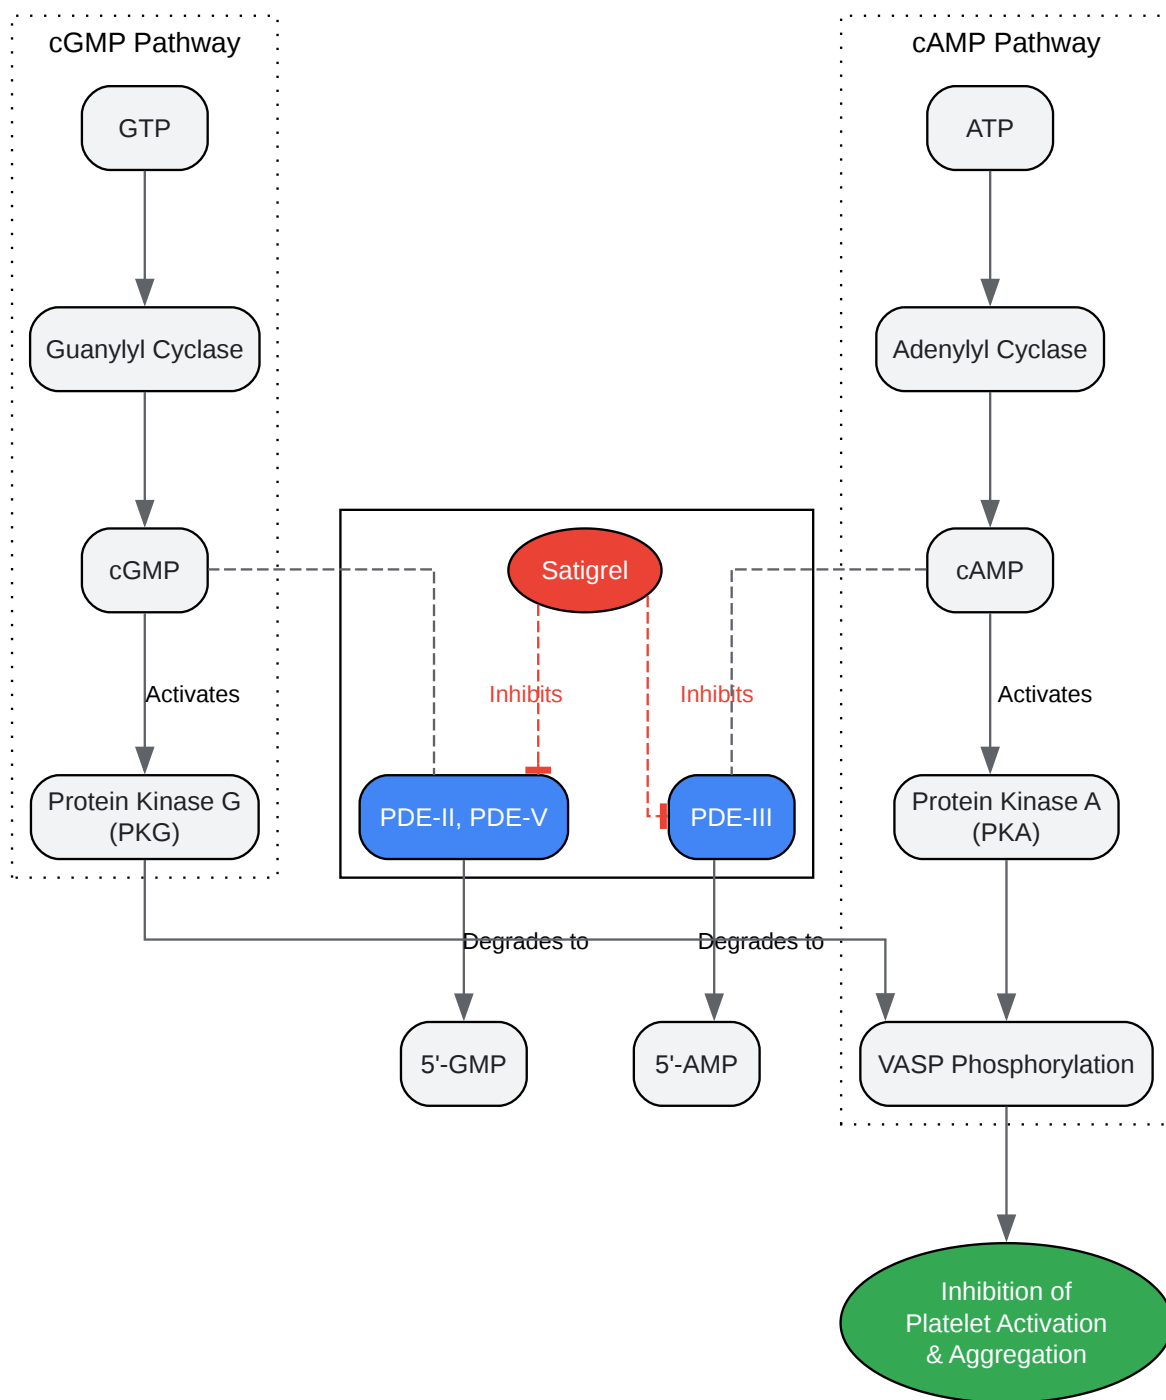 cGMP Pathway
cAMP Pathway
GTP
ATP
Guanylyl Cyclase
Adenylyl Cyclase
cGMP
Satigrel
cAMP
Activates
Inhibits
Inhibits
Activates
Protein Kinase G
(PKG)
PDE-II, PDE-V
PDE-III
Protein Kinase A
(PKA)
Degrades to
Degrades to
5'-GMP
5'-AMP
VASP Phosphorylation
Inhibition of
Platelet Activation
& Aggregation